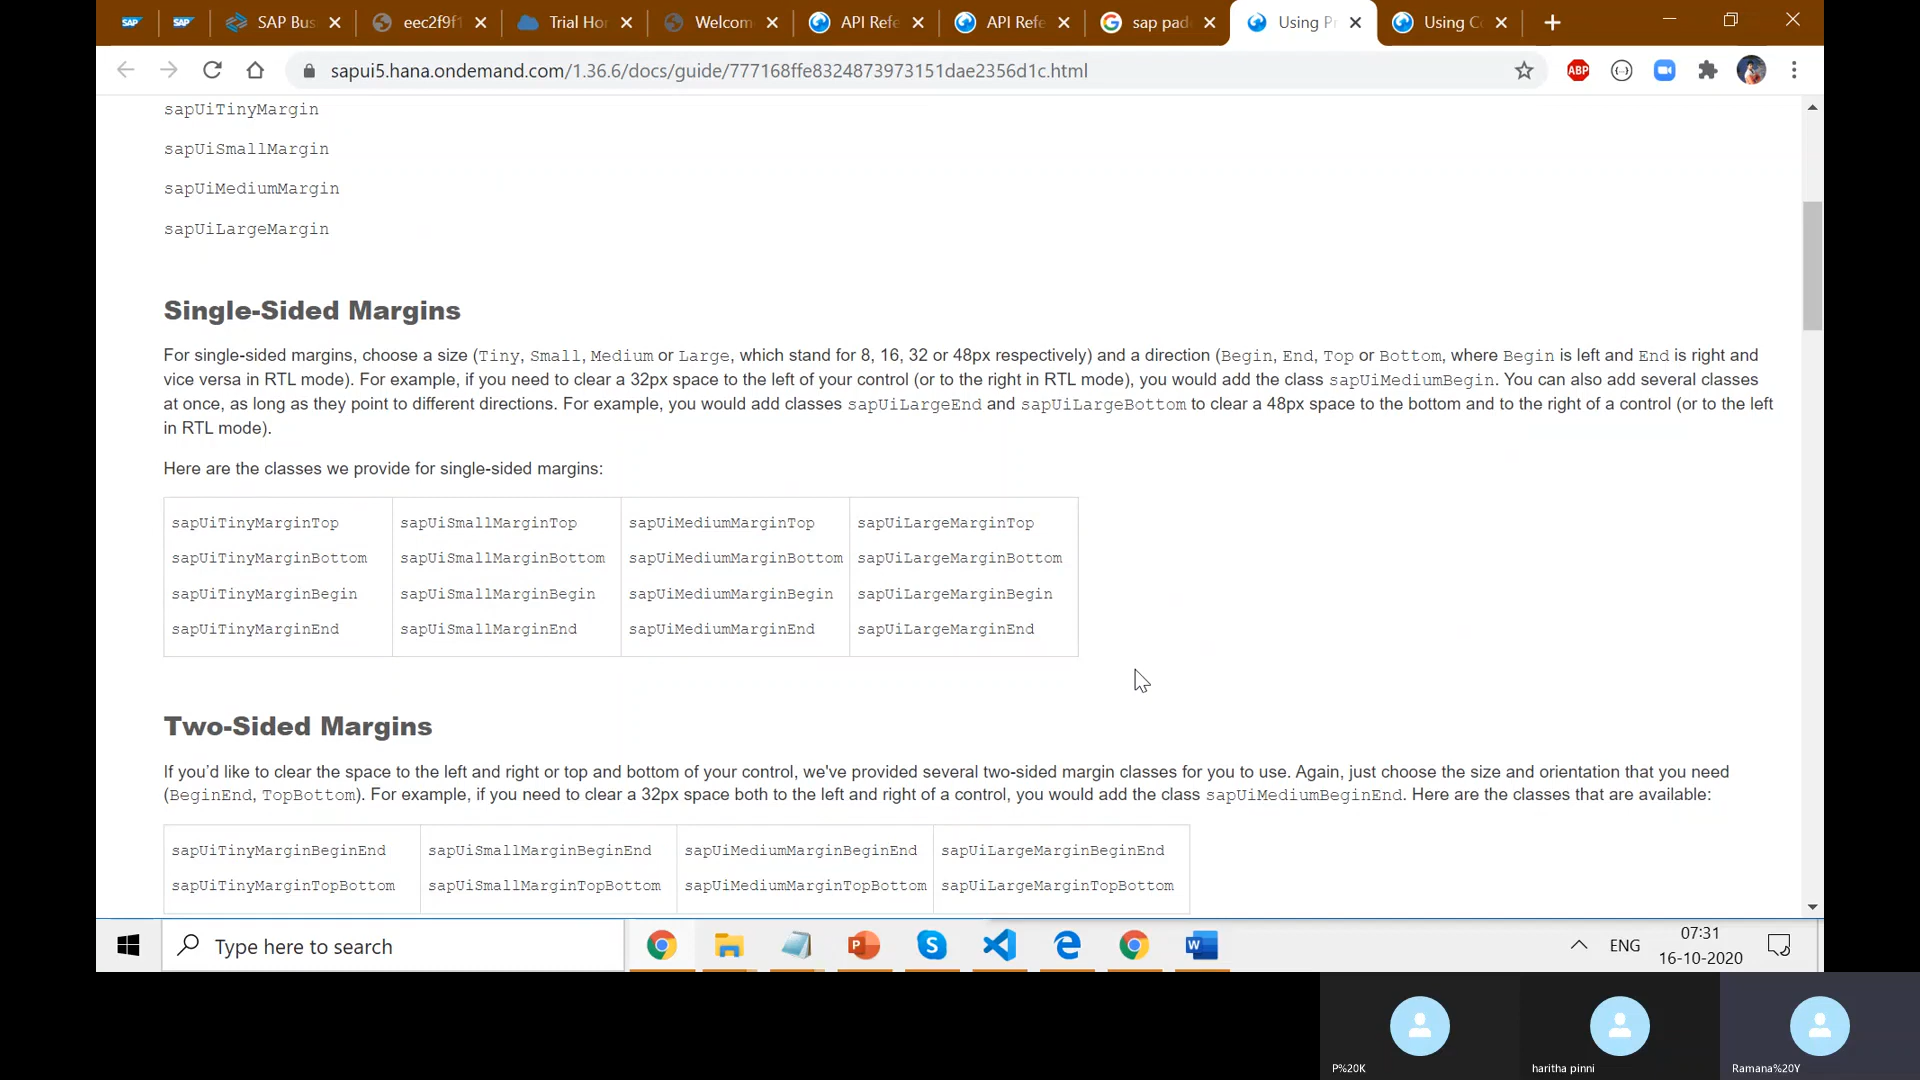 SAP Bus
eec2f9f1
Trial Ho
Welcom
API Refe
API Refe
sap pad
Using Pr
Using Co
sapui5.hana.ondemand.com/1.36.6/docs/guide/777168ffe8324873973151dae2356d1c.html
ABP
sapUiTinyMargin
sapUiSmallMargin
sapUiMediumMargin
sapUiLargeMargin
Single-Sided Margins
For single-sided margins, choose a size (Tiny, Small, Medium or Large, which stand for 8, 16, 32 or 48px respectively) and a direction (Begin, End, Top or Bottom, where Begin is left and End is right and
vice versa in RTL mode). For example, if you need to clear a 32px space to the left of your control (or to the right in RTL mode), you would add the class sapUiMediumBegin. You can also add several classes
at once, as long as they point to different directions. For example, you would add classes sapUiLargeEnd and sapUiLargeBottom to clear a 48px space to the bottom and to the right of a control (or to the left
in RTL mode).
Here are the classes we provide for single-sided margins:
sapUiTinyMarginTop sapUiSmallMarginTop sapUiMediumMarginTop sapUiLargeMarginTop
sapUiTinyMarginBottom sapUiSmallMarginBottom sapUiMediumMarginBottom sapUiLargeMarginBottom
sapUiTinyMarginBegin sapUiSmallMarginBegin sapUiMediumMarginBegin sapUiLargeMarginBegin
sapUiTinyMarginEnd sapUiSmallMarginEnd sapUiMediumMarginEnd sapUiLargeMarginEnd
Two-Sided Margins
If you'd like to clear the space to the left and right or top and bottom of your control, we've provided several two-sided margin classes for you to use. Again, just choose the size and orientation that you need
(BeginEnd, TopBottom). For example, if you need to clear a 32px space both to the left and right of a control, you would add the class sapUiMediumBeginEnd. Here are the classes that are available:
sapUiTinyMarginBeginEnd sapUiSmallMarginBeginEnd sapUiMediumMarginBeginEnd sapUiLargeMarginBeginEnd
sapUiTinyMarginTopBottom sapUiSmallMarginTopBottom sapUiMediumMarginTopBottom sapUiLargeMarginTopBottom
Type here to search
ENG
07:31
16-10-2020
P%20K
haritha pinni
Ramana%20Y